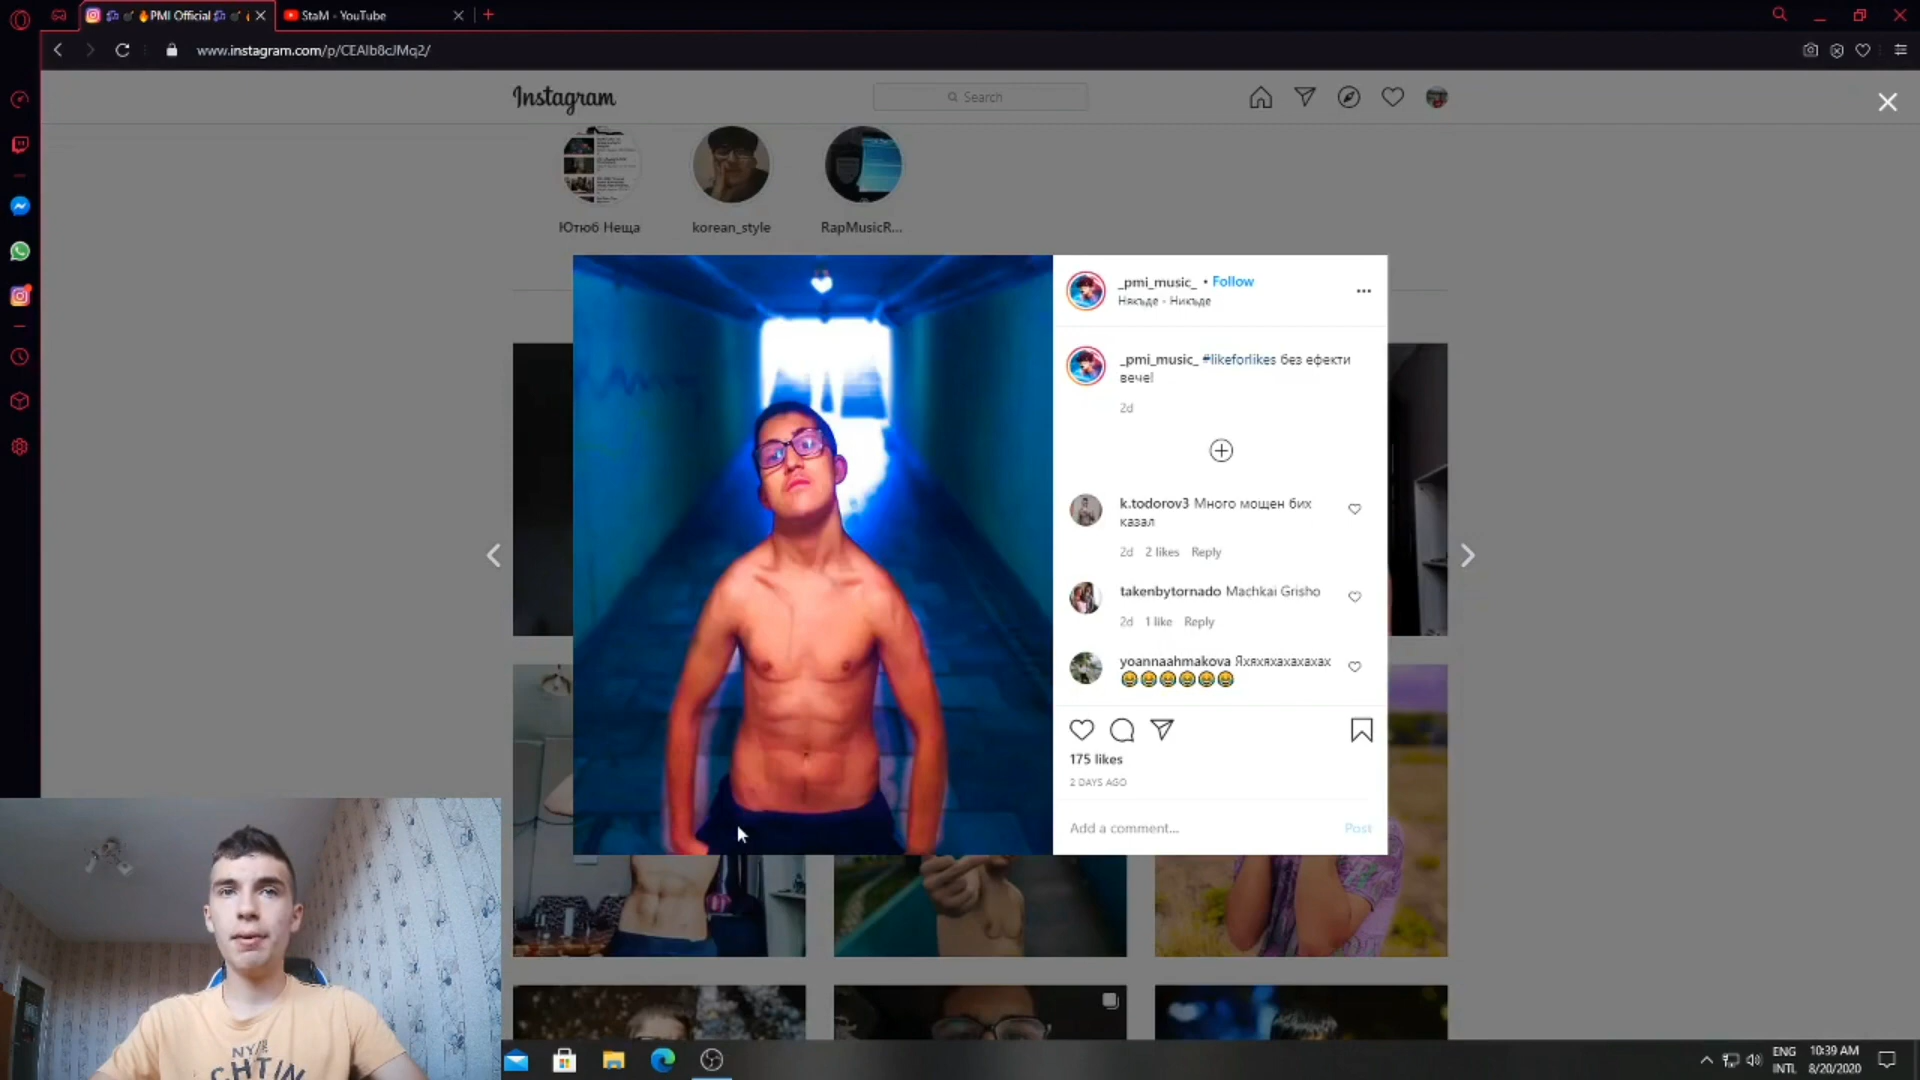 PMI Official
StaM - YouTube
www.instagram.com/p/CEAIb8cJMq2/
Instagram
Search
Ютюб Неща
korean_style
RapMusicR...
_pmi_music_ • Follow
Някъде - Никъде
_pmi_music_ #likeforlikes без ефекти
вече!
2d
k.todorov3 Много мощен бих
казал
2d 2 likes Reply
takenbytornado Machkai Grisho
2d 1 like Reply
yoannaahmakova Яхяхяхахахахах
😂😂😂😂😂😂
175 likes
2 DAYS AGO
Add a comment...
Post
NY
CHTIN
ENG
INTL
10:39 AM
8/20/2020